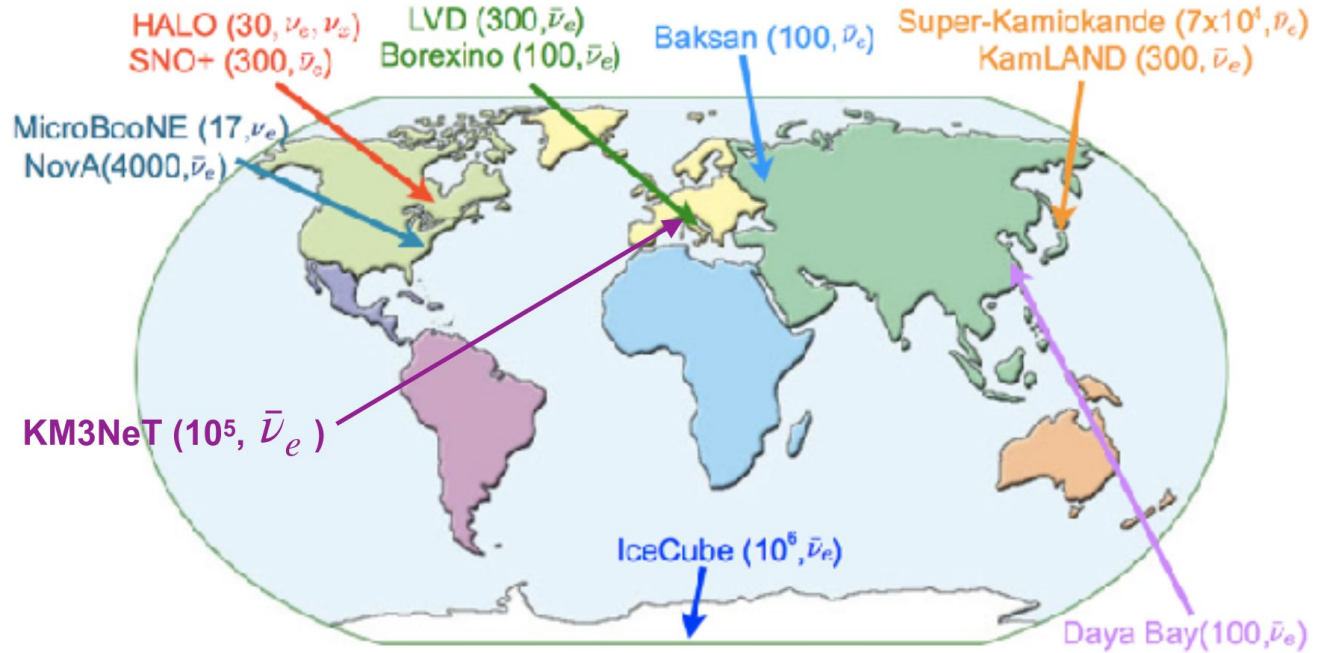 HALO (30, νₑ, νₓ)
SNO+ (300, ν̄ₑ)
LVD (300,ν̄ₑ)
Borexino (100,ν̄ₑ)
Baksan (100, ν̄ₑ)
Super-Kamiokande (7x10⁴,ν̄ₑ)
KamLAND (300, ν̄ₑ)
MicroBooNE (17,νₑ)
NovA(4000,ν̄ₑ)
KM3NeT (10⁵, ν̄ₑ )
IceCube (10⁶,ν̄ₑ)
Daya Bay(100,ν̄ₑ)